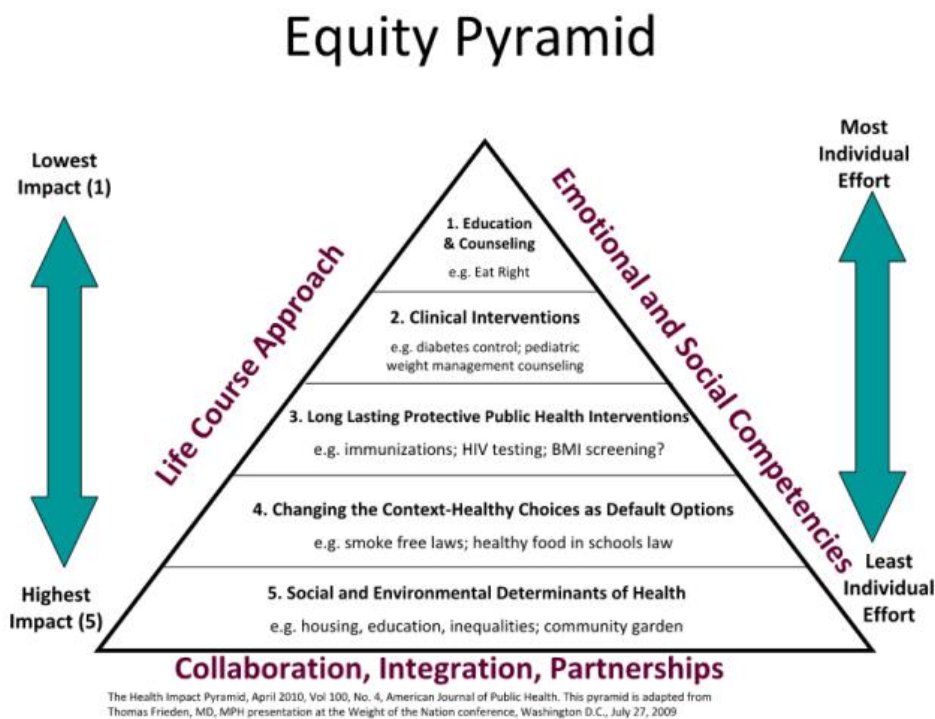 Equity Pyramid
Lowest
Impact (1)
Most
Individual
Effort
1. Education
& Counseling
e.g. Eat Right
2. Clinical Interventions
e.g. diabetes control; pediatric
weight management counseling
3. Long Lasting Protective Public Health Interventions
e.g. immunizations; HIV testing; BMI screening?
4. Changing the Context-Healthy Choices as Default Options
e.g. smoke free laws; healthy food in schools law
5. Social and Environmental Determinants of Health
e.g. housing, education, inequalities; community garden
Life Course Approach
Emotional and Social Competencies
Highest
Impact (5)
Least
Individual
Effort
Collaboration, Integration, Partnerships
The Health Impact Pyramid, April 2010, Vol 100, No. 4, American Journal of Public Health. This pyramid is adapted from
Thomas Frieden, MD, MPH presentation at the Weight of the Nation conference, Washington D.C., July 27, 2009